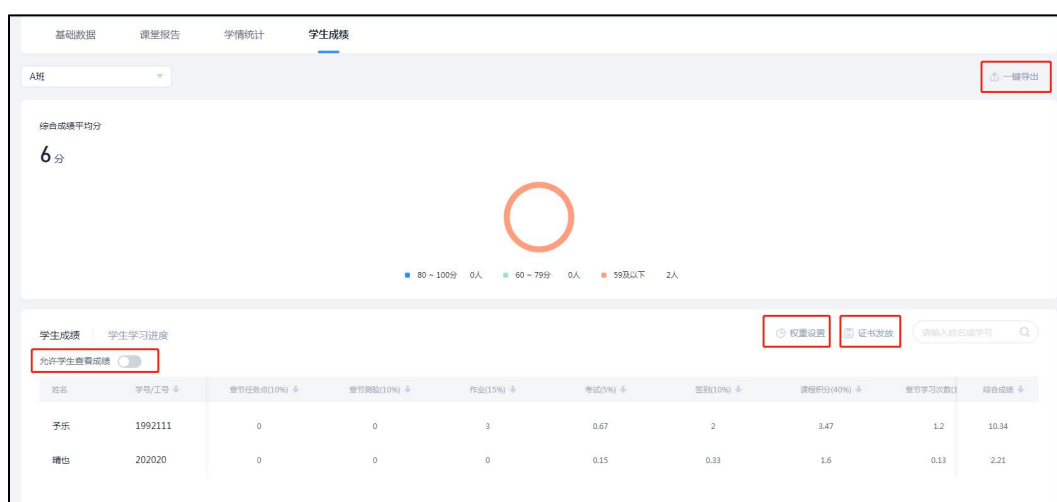 基础数据 课堂报告 学情统计 学生成绩
A班 一键导出
综合成绩平均分
6 分
80 ~ 100分 0人 60 ~ 79分 0人 59及以下 2人
学生成绩 学生学习进度 权重设置 证书发放 请输入姓名或学号
允许学生查看成绩
姓名 学号/工号 章节任务点(10%) 章节测验(10%) 作业(15%) 考试(5%) 签到(10%) 课程积分(40%) 章节学习次数(1 综合成绩
予乐 1992111 0 0 3 0.67 2 3.47 1.2 10.34
晴也 202020 0 0 0 0.15 0.33 1.6 0.13 2.21